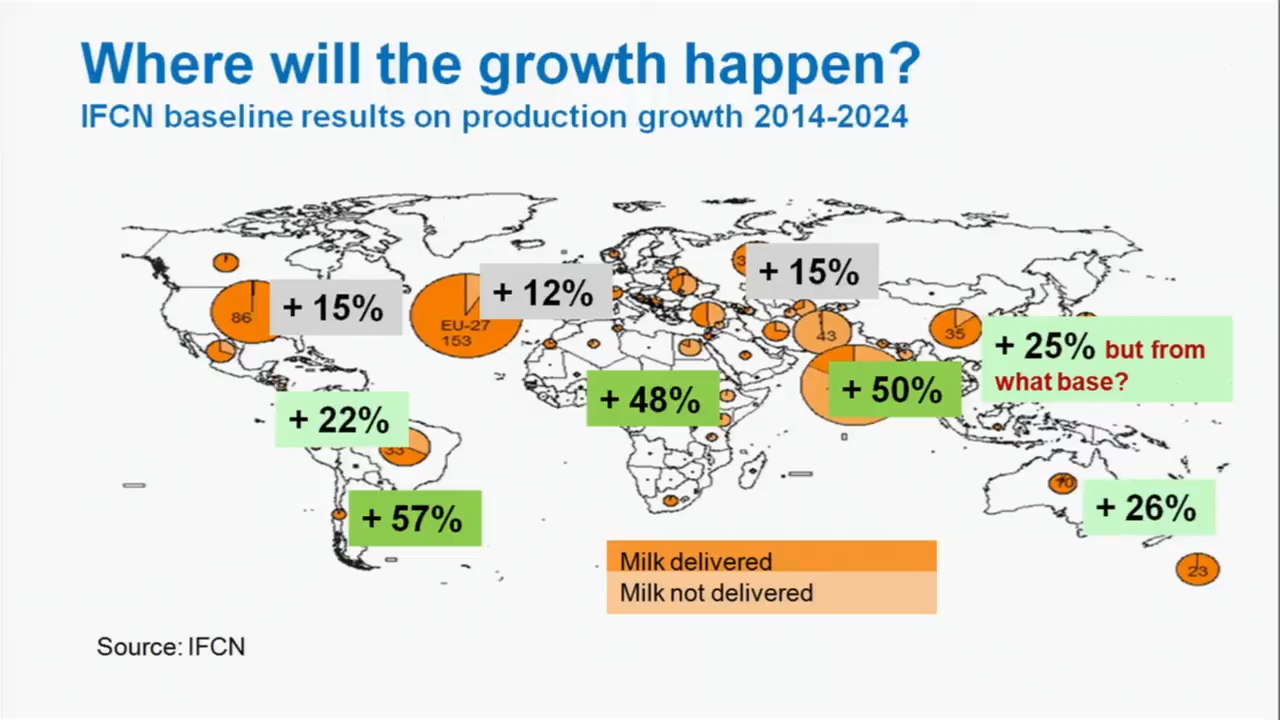 Where will the growth happen?
IFCN baseline results on production growth 2014-2024
+ 15%
+ 12%
+ 15%
86
EU-27
153
43
35
+ 25% but from
what base?
+ 48%
+ 50%
+ 22%
33
+ 57%
+ 26%
23
Milk delivered
Milk not delivered
Source: IFCN